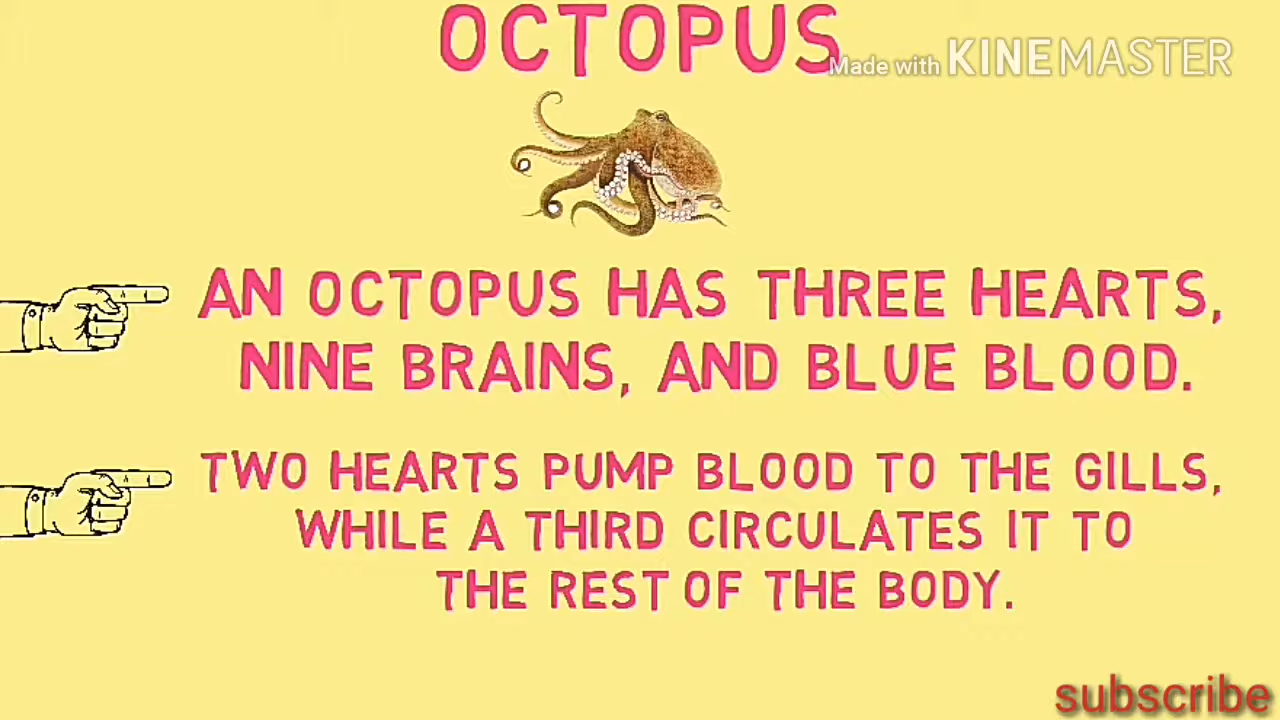 OCTOPUS
Made with KINEMASTER
AN OCTOPUS HAS THREE HEARTS,
NINE BRAINS, AND BLUE BLOOD.
TWO HEARTS PUMP BLOOD TO THE GILLS,
WHILE A THIRD CIRCULATES IT TO
THE REST OF THE BODY.
subscribe